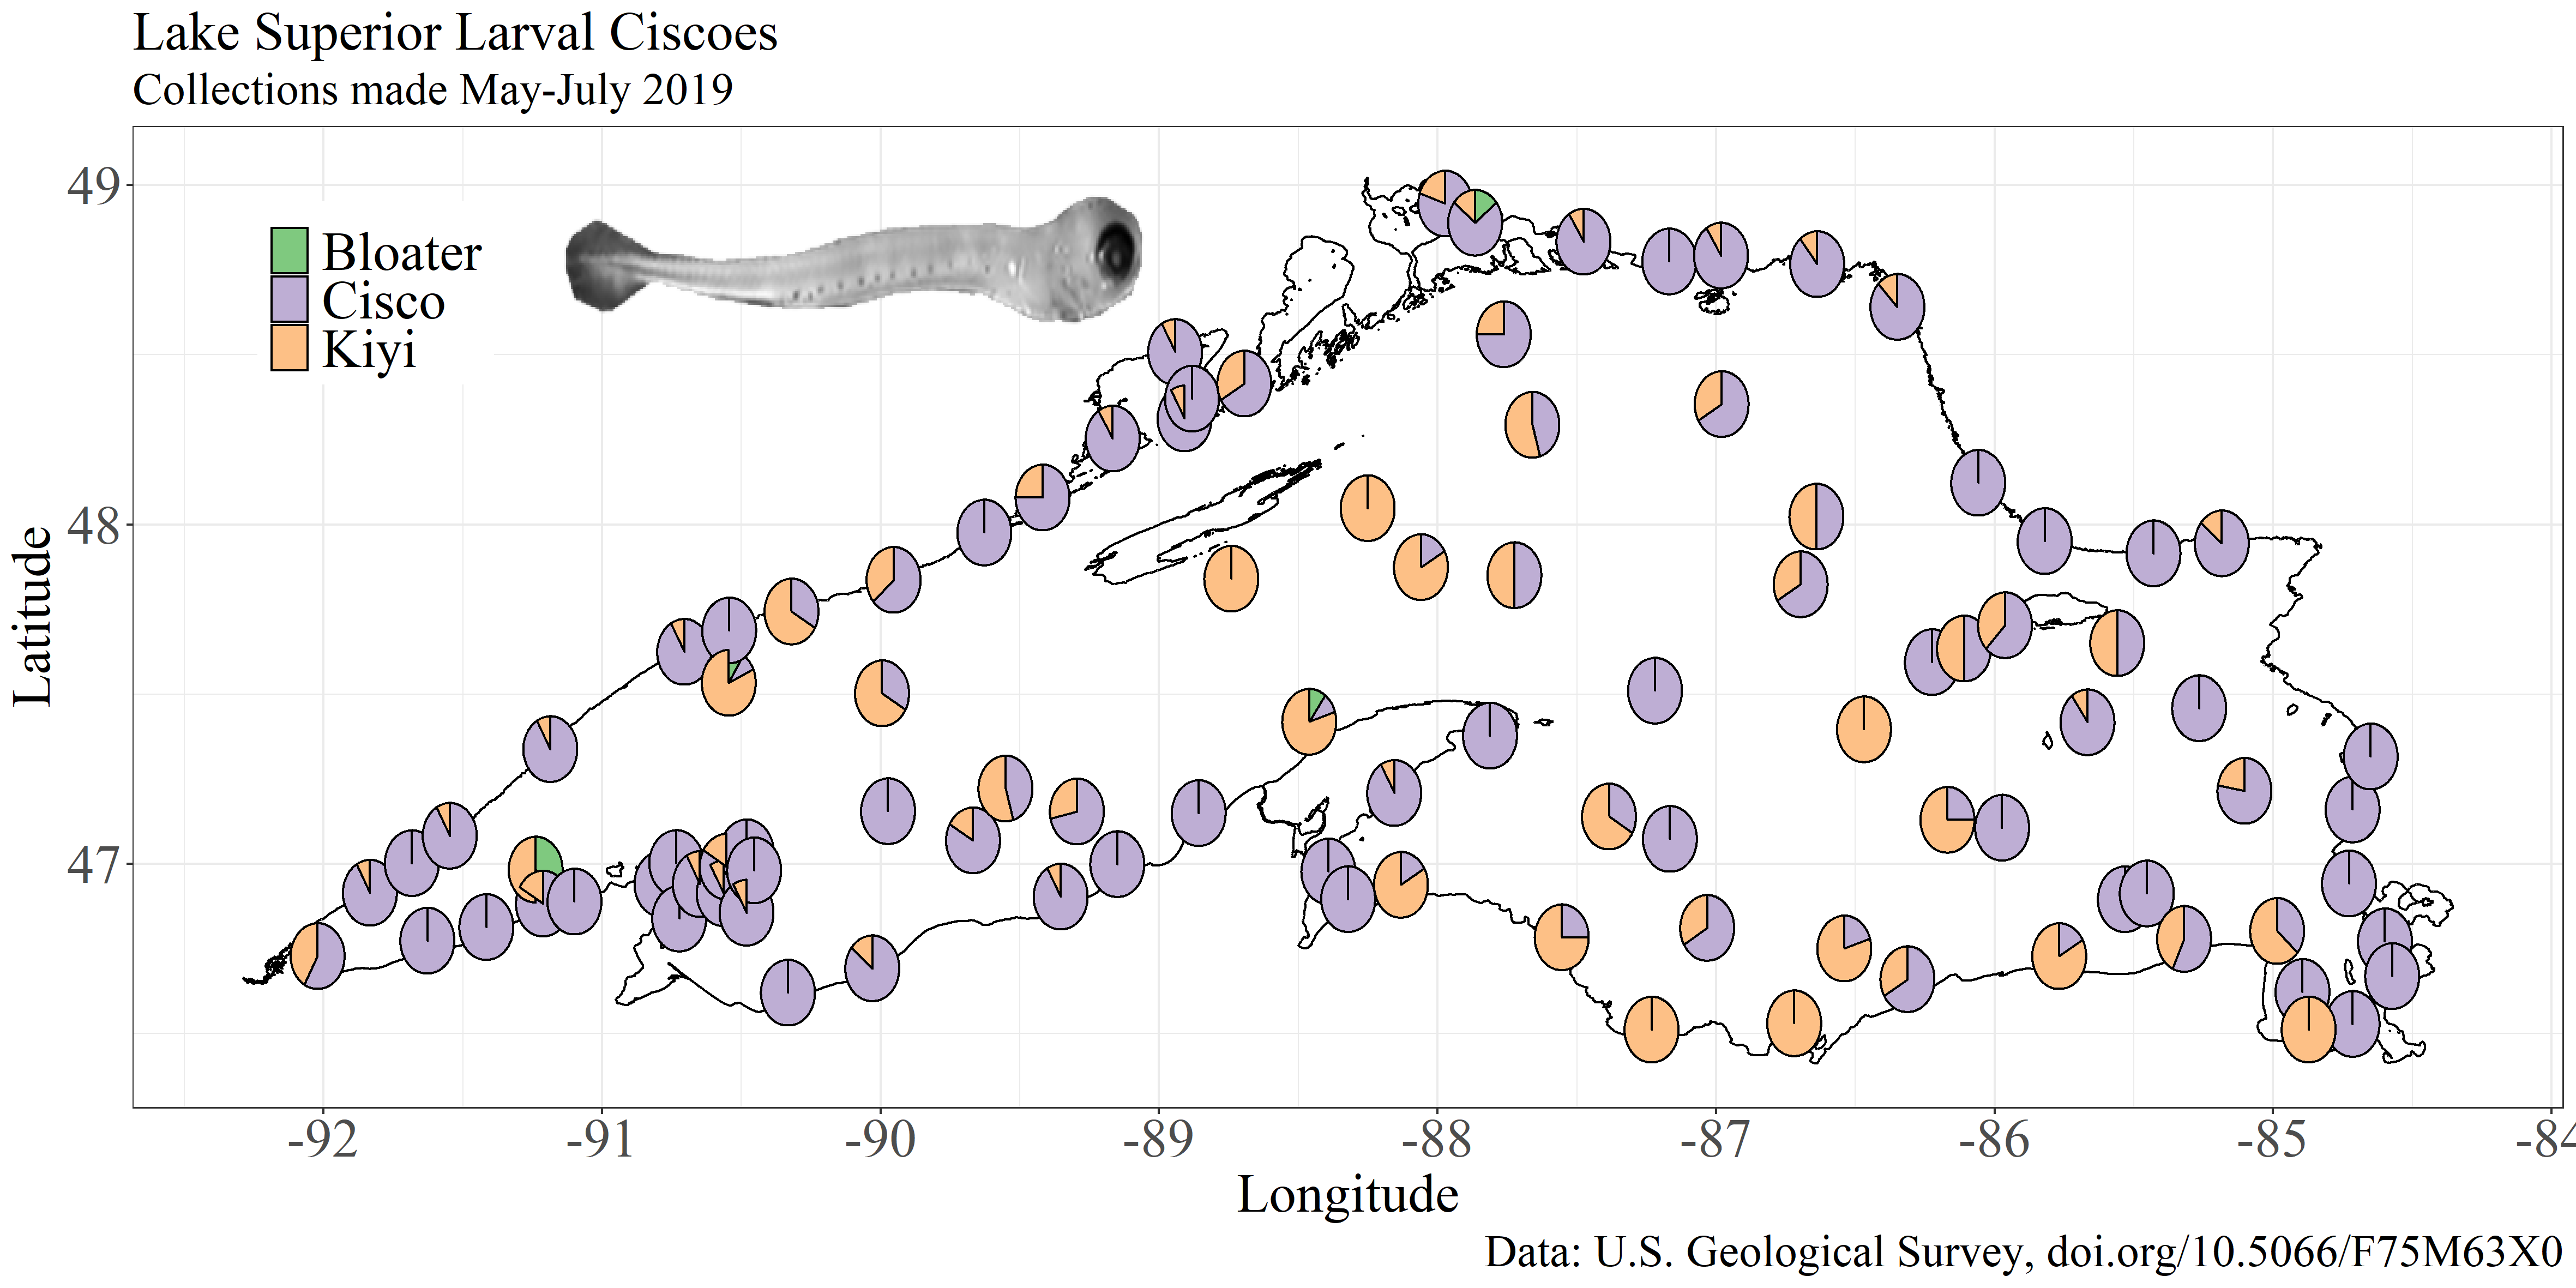 Lake Superior Larval Ciscoes
Collections made May-July 2019
49
48
47
Latitude
Bloater
Cisco
Kiyi
-92 -91 -90 -89 -88 -87 -86 -85 -84
Longitude
Data: U.S. Geological Survey, doi.org/10.5066/F75M63X0